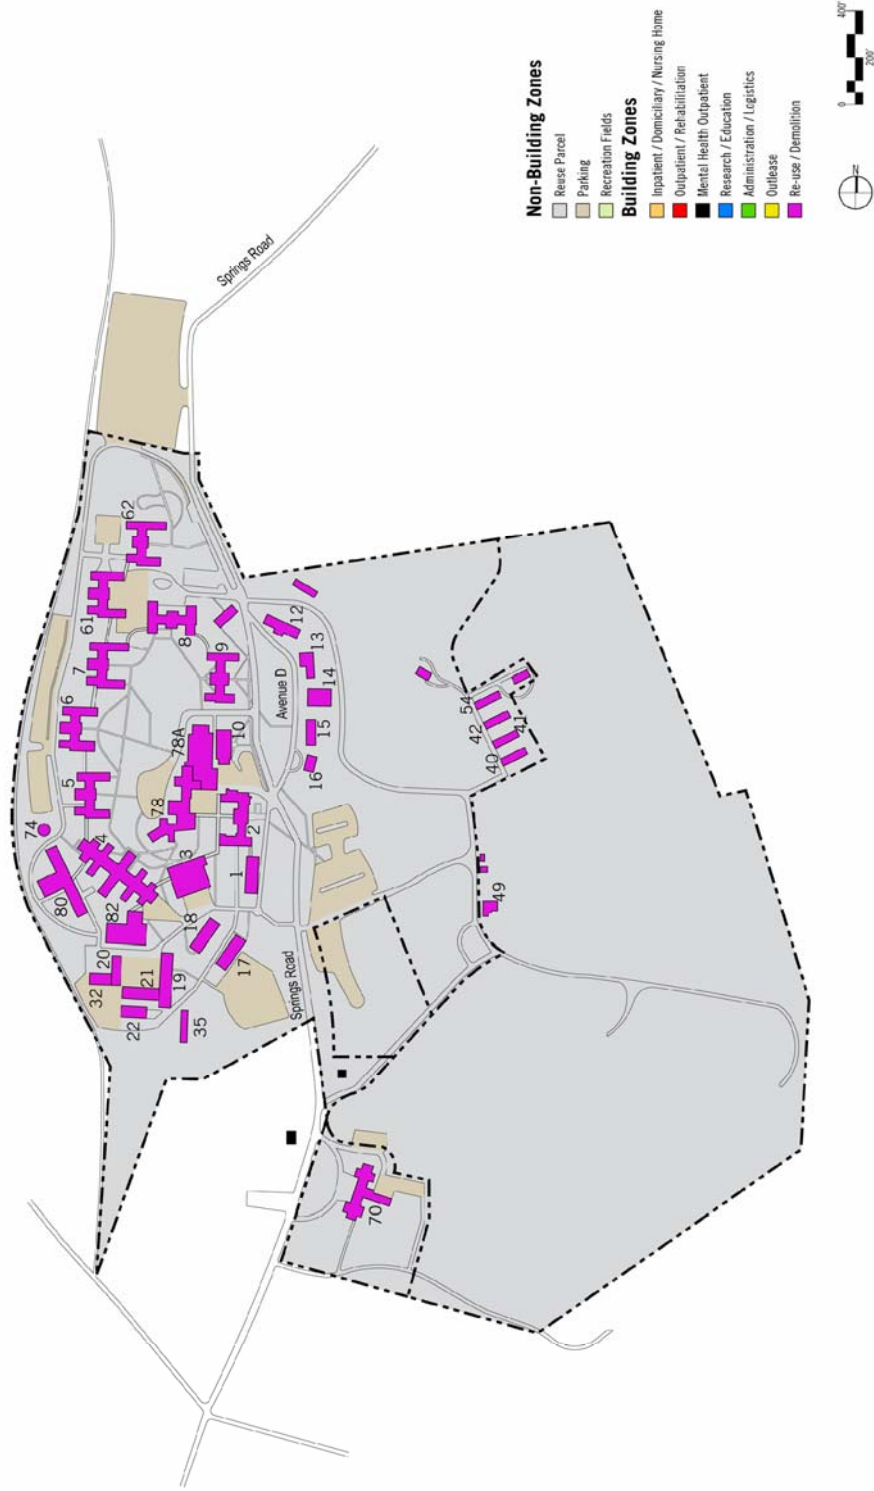 Springs Road
62
61
8
7
9
12
13
6
Avenue D
14
78A
10
15
5
16
78
54
42
41
40
74
4
3
2
1
80
82
18
49
20
17
32
21
19
22
35
Springs Road
70
Non-Building Zones
Reuse Parcel
Parking
Recreation Fields
Building Zones
Inpatient / Domiciliary / Nursing Home
Outpatient / Rehabilitation
Mental Health Outpatient
Research / Education
Administration / Logistics
Outlease
Re-use / Demolition
N
0
200'
400'